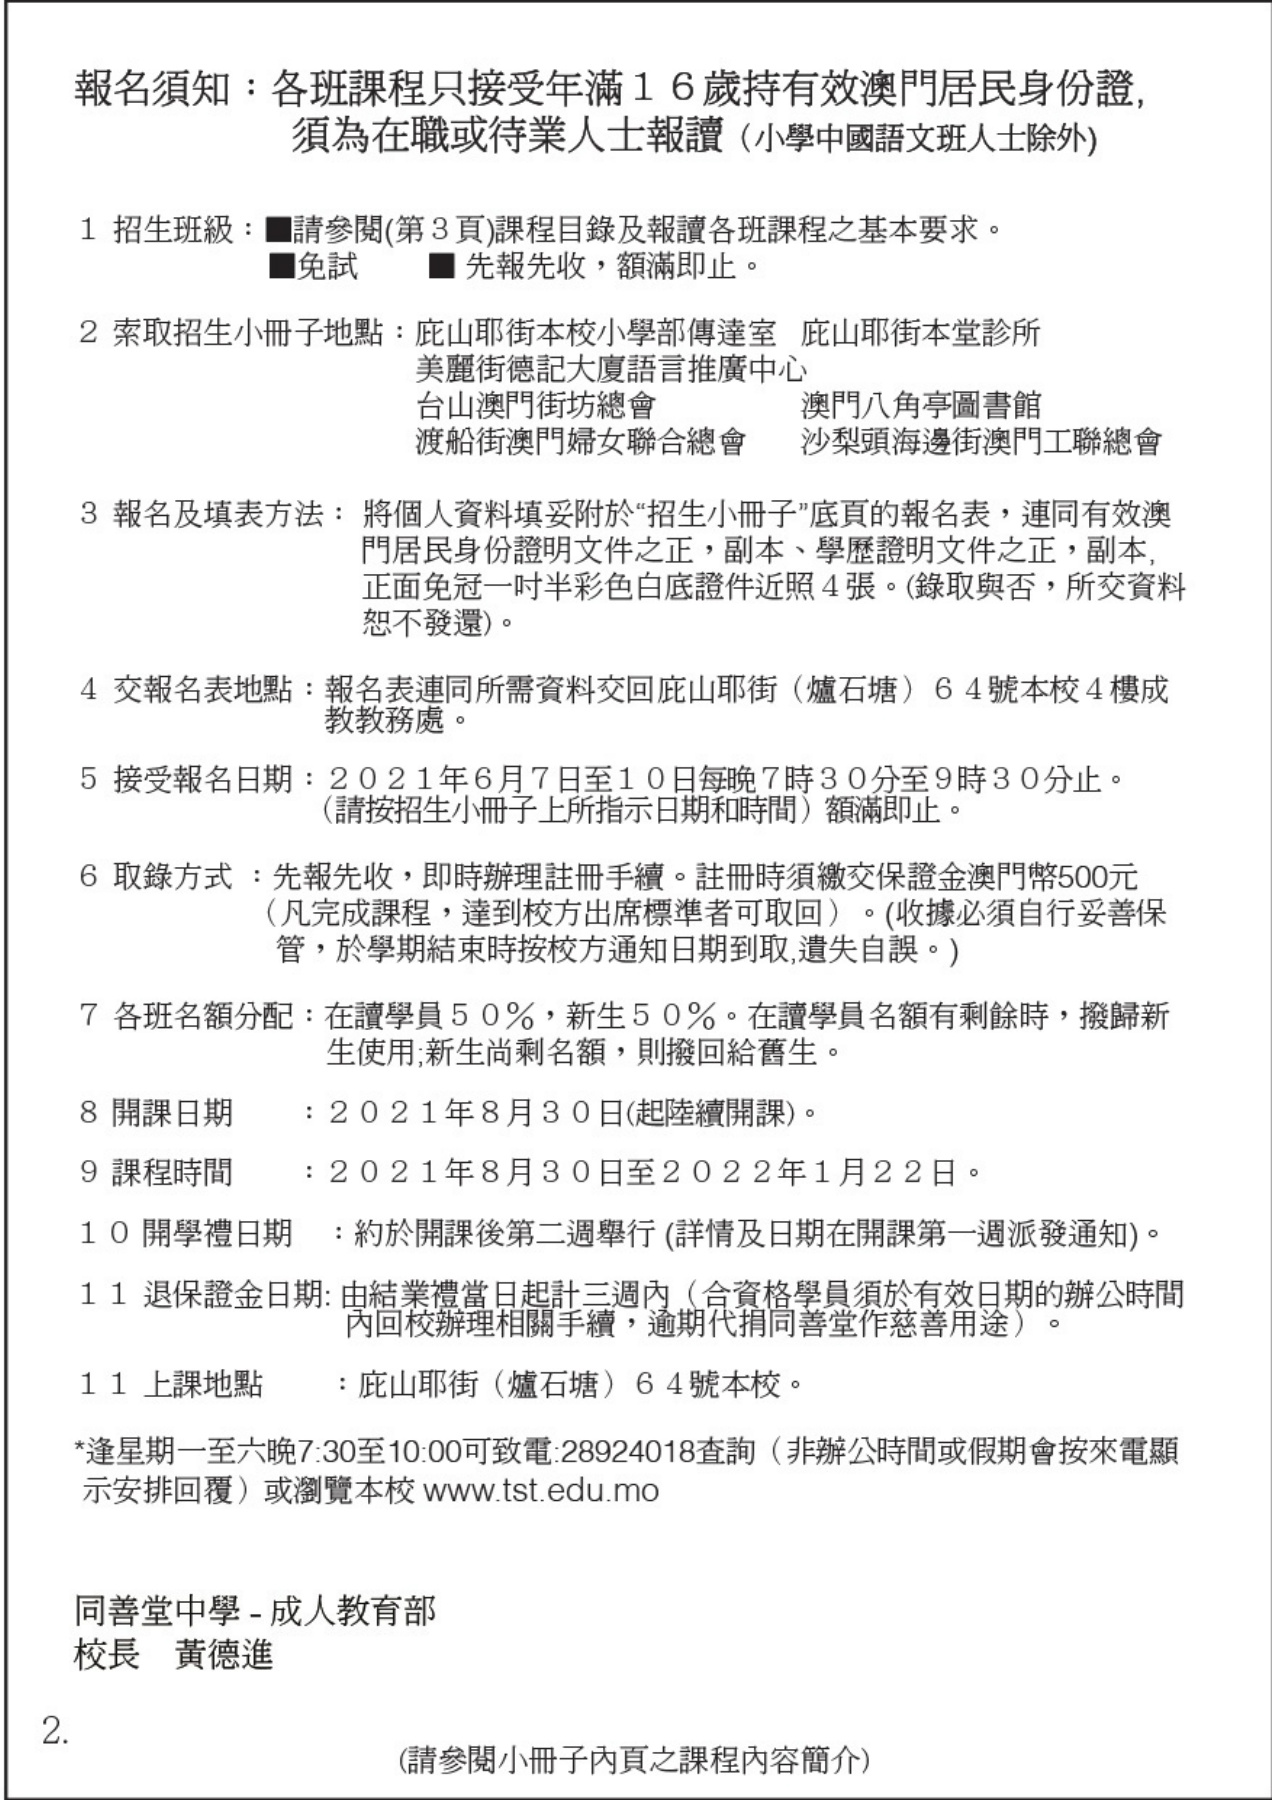 報名須知：各班課程只接受年滿１６歲持有效澳門居民身份證,
須為在職或待業人士報讀（小學中國語文班人士除外)
１ 招生班級：■請參閱(第３頁)課程目錄及報讀各班課程之基本要求。
■免試 ■ 先報先收，額滿即止。
２ 索取招生小冊子地點：庇山耶街本校小學部傳達室 庇山耶街本堂診所
美麗街德記大廈語言推廣中心
台山澳門街坊總會 澳門八角亭圖書館
渡船街澳門婦女聯合總會 沙梨頭海邊街澳門工聯總會
３ 報名及填表方法： 將個人資料填妥附於“招生小冊子”底頁的報名表，連同有效澳
門居民身份證明文件之正，副本、學歷證明文件之正，副本,
正面免冠一吋半彩色白底證件近照４張。(錄取與否，所交資料
恕不發還)。
４ 交報名表地點：報名表連同所需資料交回庇山耶街（爐石塘）６４號本校４樓成
教教務處。
５ 接受報名日期：２０２１年６月７日至１０日每晚７時３０分至９時３０分止。
（請按招生小冊子上所指示日期和時間）額滿即止。
６ 取錄方式 ：先報先收，即時辦理註冊手續。註冊時須繳交保證金澳門幣500元
（凡完成課程，達到校方出席標準者可取回）。(收據必須自行妥善保
管，於學期結束時按校方通知日期到取,遺失自誤。)
７ 各班名額分配：在讀學員５０％，新生５０％。在讀學員名額有剩餘時，撥歸新
生使用;新生尚剩名額，則撥回給舊生。
８ 開課日期 ：２０２１年８月３０日(起陸續開課)。
９ 課程時間 ：２０２１年８月３０日至２０２２年１月２２日。
１０ 開學禮日期 ：約於開課後第二週舉行 (詳情及日期在開課第一週派發通知)。
１１ 退保證金日期: 由結業禮當日起計三週內（合資格學員須於有效日期的辦公時間
內回校辦理相關手續，逾期代捐同善堂作慈善用途）。
１１ 上課地點 ：庇山耶街（爐石塘）６４號本校。
*逢星期一至六晚7:30至10:00可致電:28924018查詢（非辦公時間或假期會按來電顯
示安排回覆）或瀏覽本校 www.tst.edu.mo
同善堂中學 - 成人教育部
校長 黃德進
2.
(請參閱小冊子內頁之課程內容簡介)